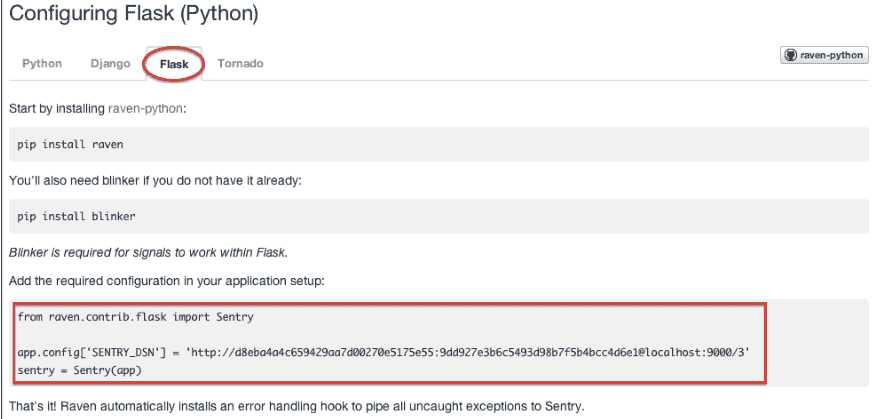 Configuring Flask (Python)
Python Django Flask Tornado
raven-python
Start by installing raven-python:
pip install raven
You'll also need blinker if you do not have it already:
pip install blinker
Blinker is required for signals to work within Flask.
Add the required configuration in your application setup:
from raven.contrib.flask import Sentry
app.config['SENTRY_DSN'] = 'http://d8eba4a4c659429aa7d00270e5175e55:9dd927e3b6c5493d98b7f5b4bcc4d6e1@localhost:9000/3'
sentry = Sentry(app)
That's it! Raven automatically installs an error handling hook to pipe all uncaught exceptions to Sentry.